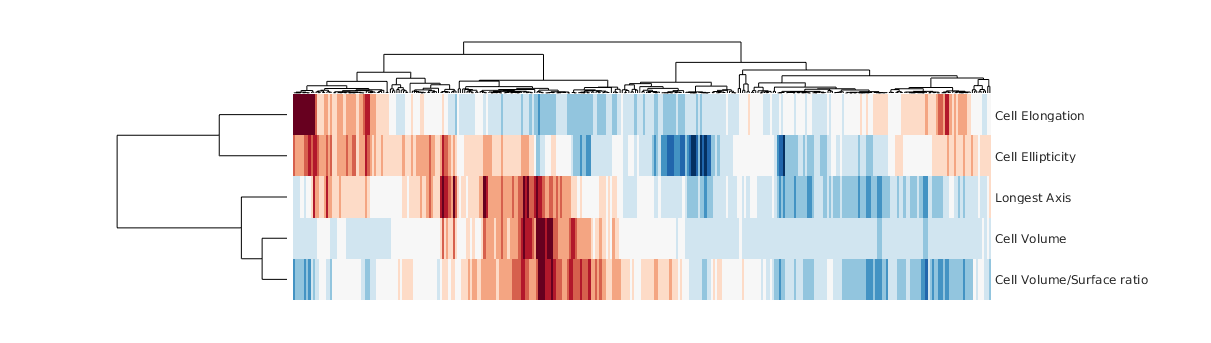 Cell Elongation
Cell Ellipticity
Longest Axis
Cell Volume
Cell Volume/Surface ratio